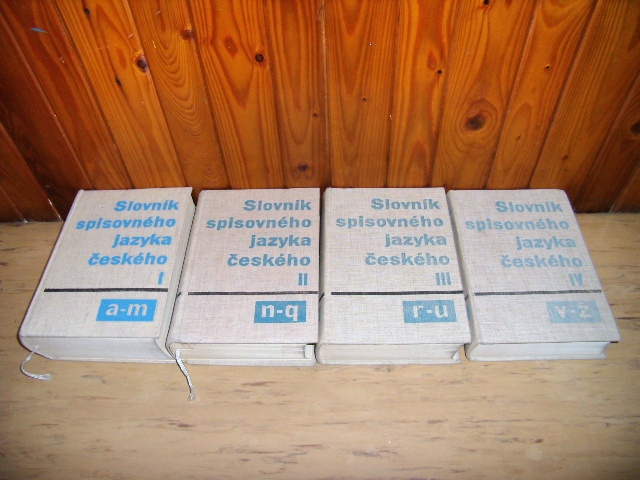 Slovník
spisovného
jazyka
českého
I
a-m
Slovník
spisovného
jazyka
českého
II
n-q
Slovník
spisovného
jazyka
českého
III
r-u
Slovník
spisovného
jazyka
českého
IV
v-ž